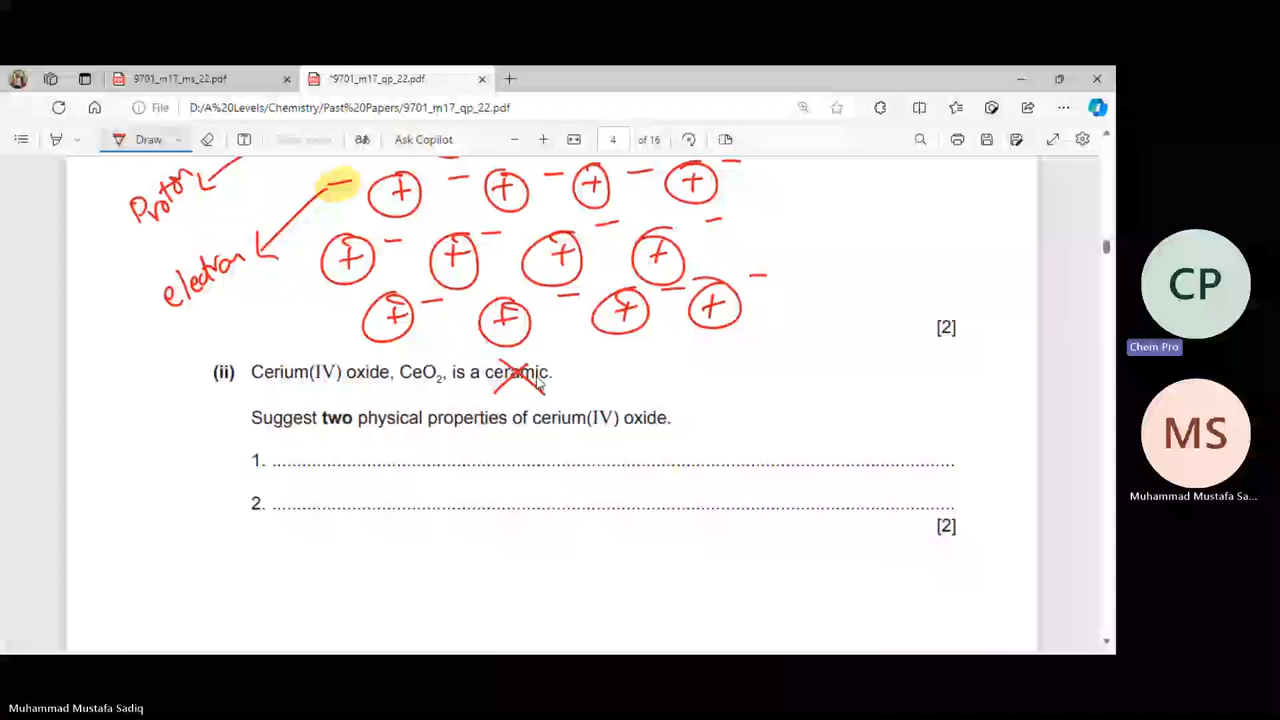 9701_m17_ms_22.pdf
*9701_m17_qp_22.pdf
File
D:/A%20Levels/Chemistry/Past%20Papers/9701_m17_qp_22.pdf
Draw
Ask Copilot
4 of 16
Proton
electron
[2]
(ii) Cerium(IV) oxide, CeO2, is a ceramic.
Suggest two physical properties of cerium(IV) oxide.
1. ....................................................................
2. ....................................................................
[2]
CP
Chem Pro
MS
Muhammad Mustafa Sa...
Muhammad Mustafa Sadiq